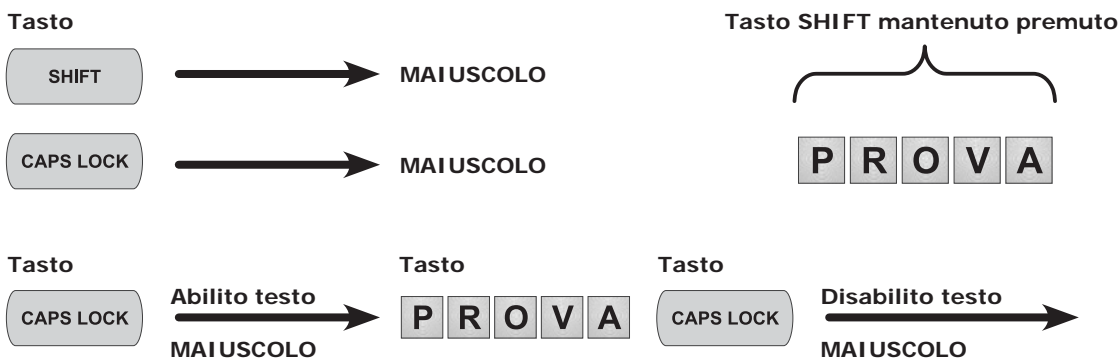 Tasto
Tasto SHIFT mantenuto premuto
SHIFT
MAIUSCOLO
CAPS LOCK
MAIUSCOLO
P R O V A
Tasto
Tasto
Tasto
CAPS LOCK
Abilito testo
MAIUSCOLO
P R O V A
CAPS LOCK
Disabilito testo
MAIUSCOLO